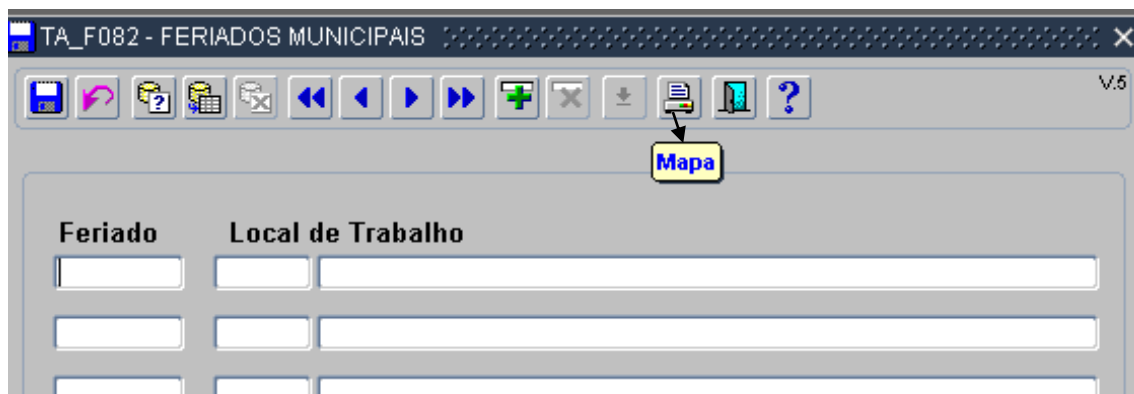 TA_F082 - FERIADOS MUNICIPAIS
V.5
Mapa
Feriado Local de Trabalho